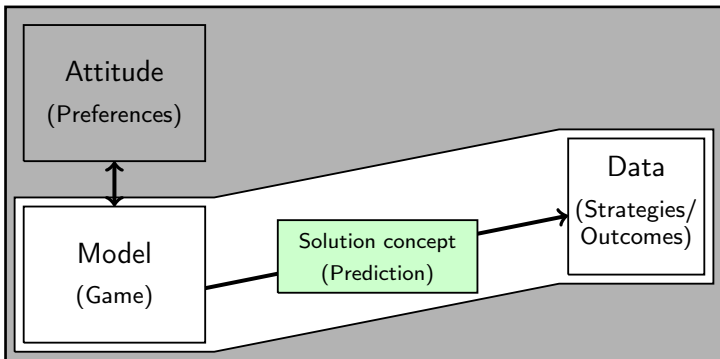 Attitude
(Preferences)
Model
(Game)
Solution concept
(Prediction)
Data
(Strategies/
Outcomes)